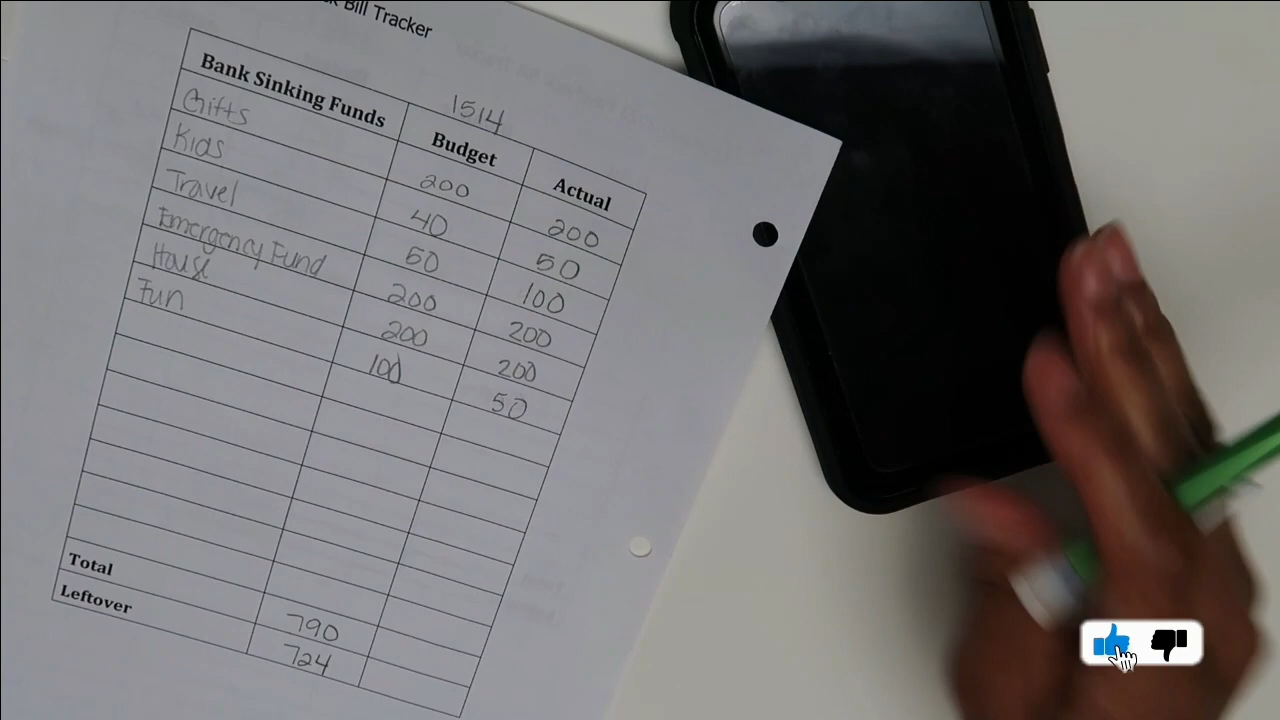 k Bill Tracker
1514
Bank Sinking Funds Budget Actual
Gifts 200 200
Kids 40 50
Travel 50 100
Emergency Fund 200 200
House 200 200
Fun 100 50
Total 790
Leftover 724